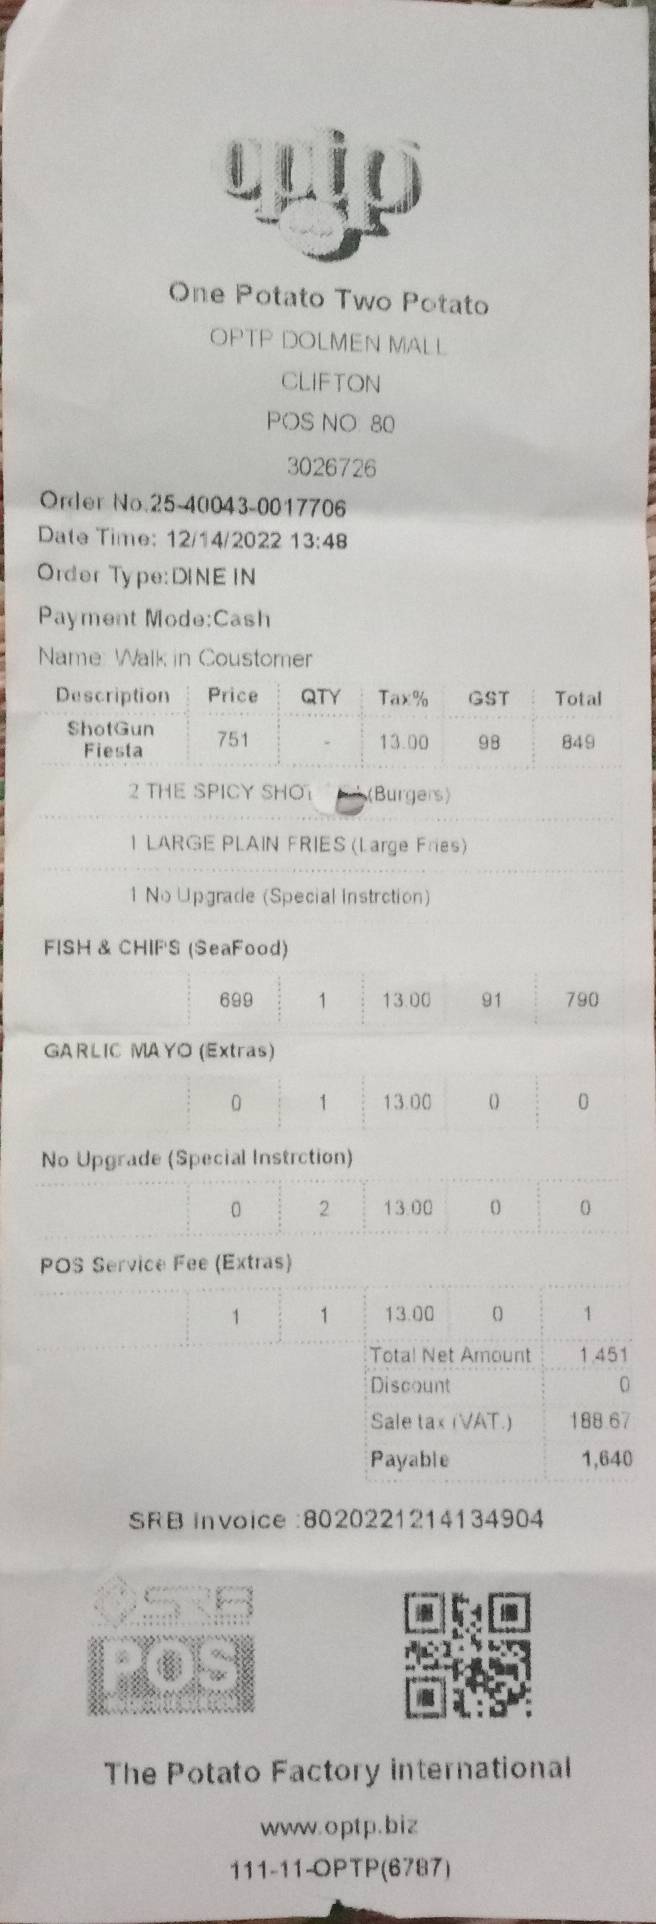 optp
One Potato Two Potato
OPTP DOLMEN MALL
CLIFTON
POS NO. 80
3026726
Order No.25-40043-0017706
Date Time: 12/14/2022 13:48
Order Type:DINE IN
Payment Mode:Cash
Name: Walk in Coustomer
Description Price QTY Tax% GST Total
ShotGun
Fiesta 751 - 13.00 98 849
2 THE SPICY (Burgers)
1 LARGE PLAIN FRIES (Large Fries)
1 No Upgrade (Special Instrction)
FISH & CHIPS (SeaFood)
699 1 13.00 91 790
GARLIC MAYO (Extras)
0 1 13.00 0 0
No Upgrade (Special Instrction)
0 2 13.00 0 0
POS Service Fee (Extras)
1 1 13.00 0 1
Total Net Amount 1,451
Discount 0
Sale tax (VAT.) 188.67
Payable 1,640
SRB Invoice :8020221214134904
SRB
POS
The Potato Factory international
www.optp.biz
111-11-OPTP(6787)